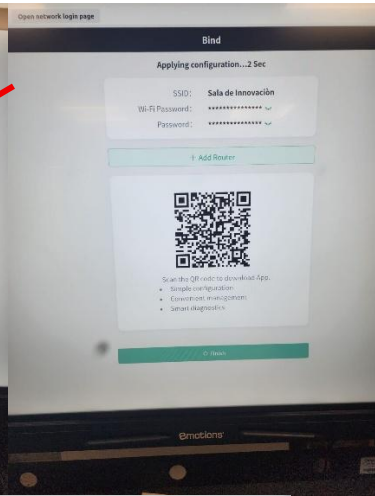 Open network login page
Bind
Applying configuration...2 Sec
SSID: Sala de Innovaciòn
Wi-Fi Password: ***************
Password: ***************
+ Add Router
Scan the QR code to download App.
• Simple configuration
• Convenient management
• Smart diagnostics
emotions